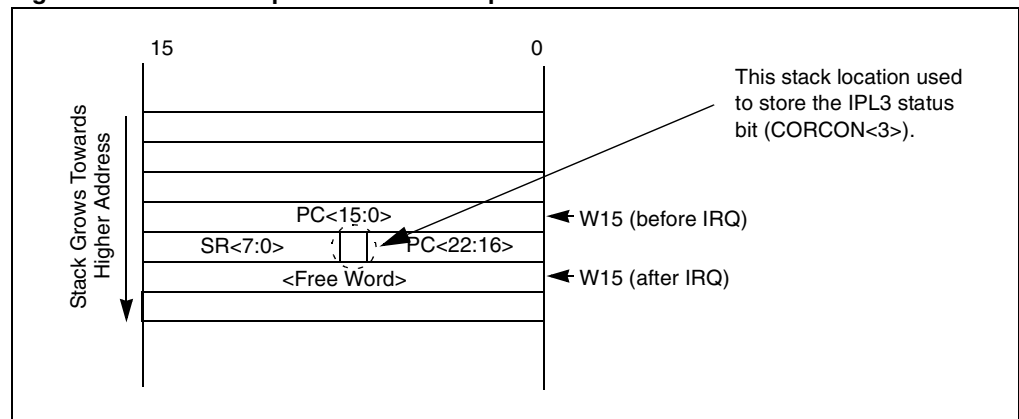 15
0
This stack location used
to store the IPL3 status
bit (CORCON<3>).
Stack Grows Towards
Higher Address
PC<15:0>
W15 (before IRQ)
SR<7:0>
PC<22:16>
<Free Word>
W15 (after IRQ)